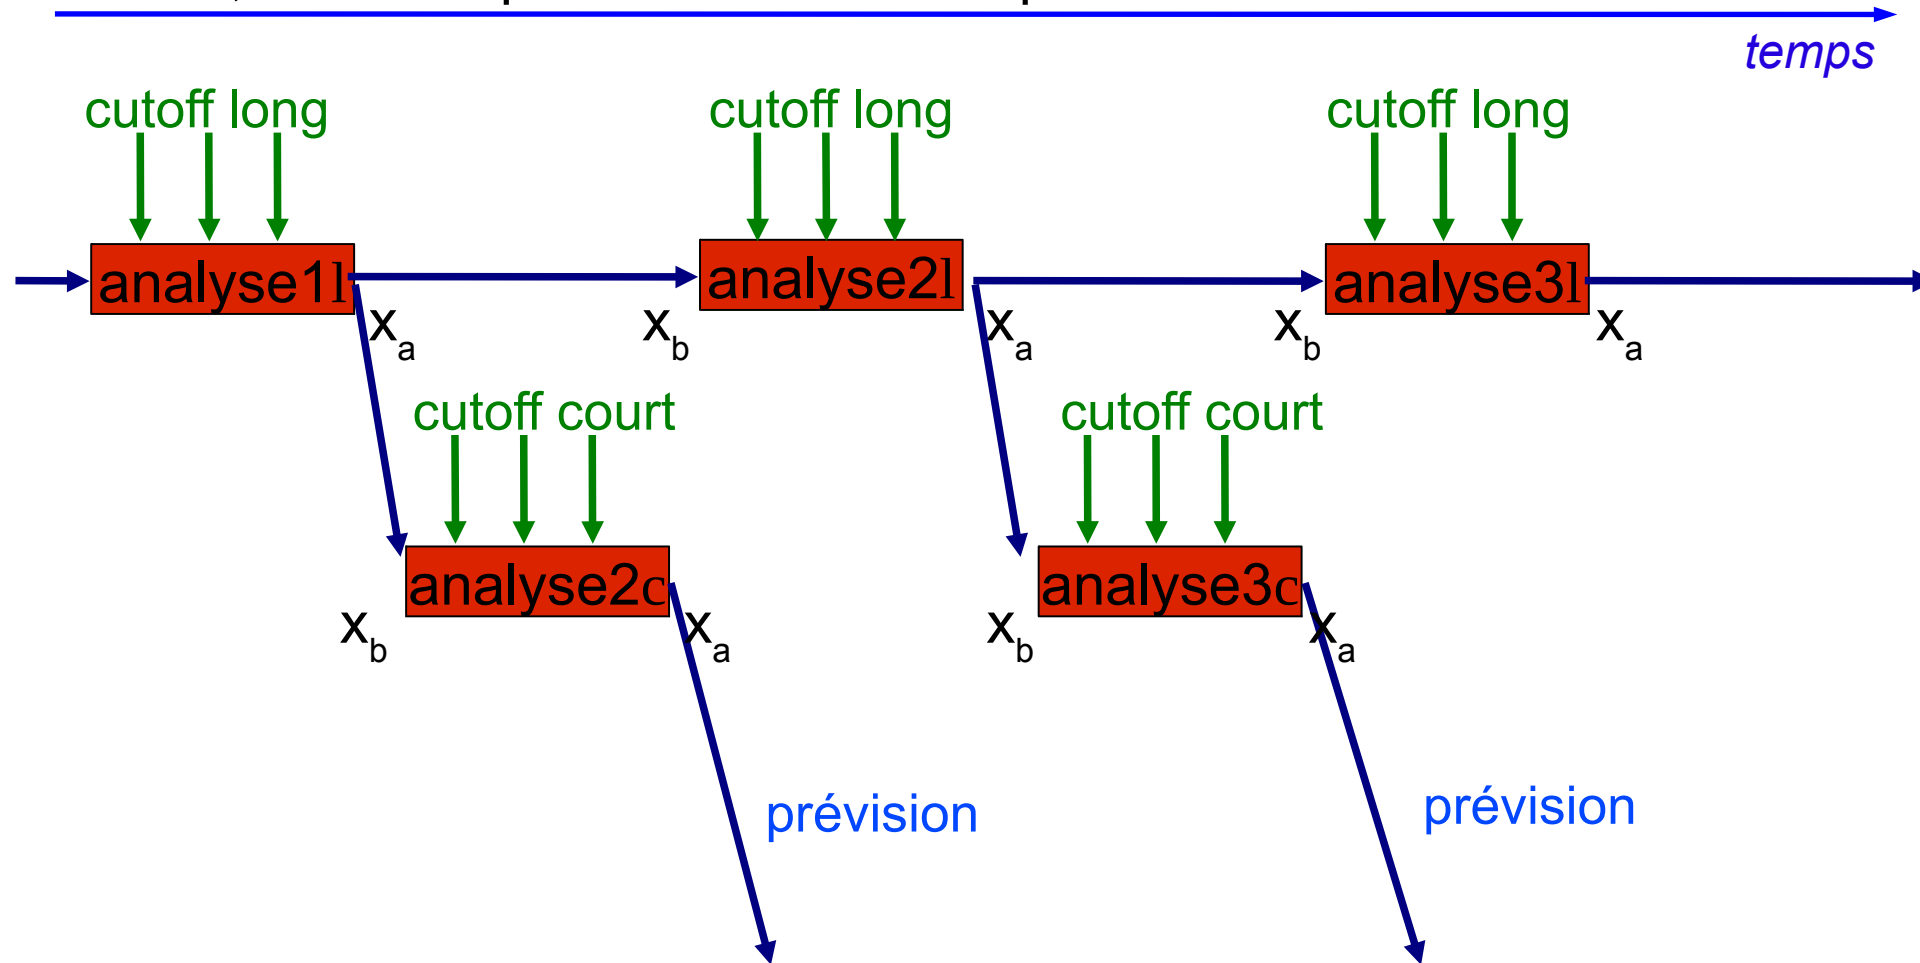 temps
cutoff long cutoff long cutoff long
analyse1l analyse2l analyse3l
xa xb xa xb xa
cutoff court cutoff court
analyse2c analyse3c
xb xa xb xa
prévision prévision